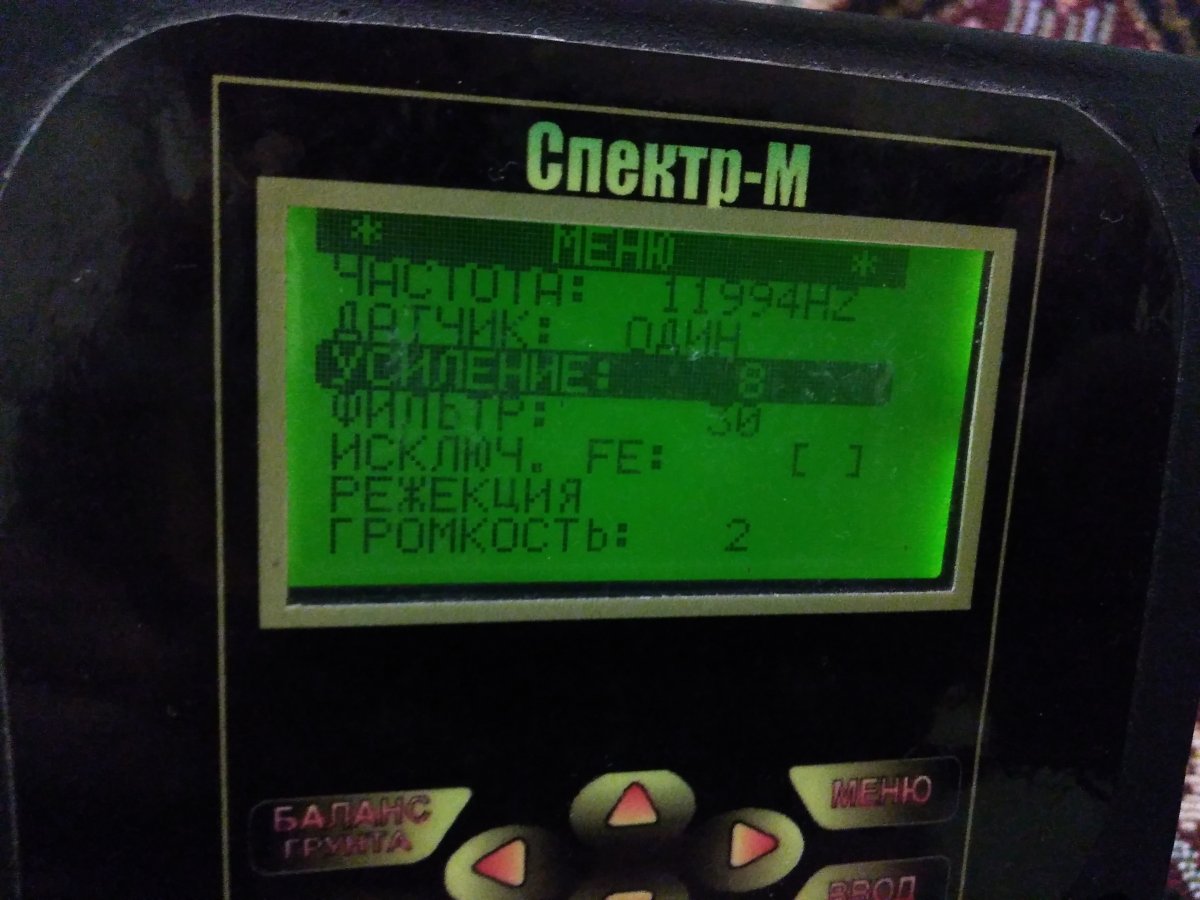 Спектр-М
* МЕНЮ *
ЧАСТОТА: 11994HZ
ДАТЧИК: ОДИН
УСИЛЕНИЕ: 8
ФИЛЬТР: 30
ИСКЛЮЧ. FE: [ ]
РЕЖЕКЦИЯ
ГРОМКОСТЬ: 2
БАЛАНС
ГРУНТА
МЕНЮ
ВВОД